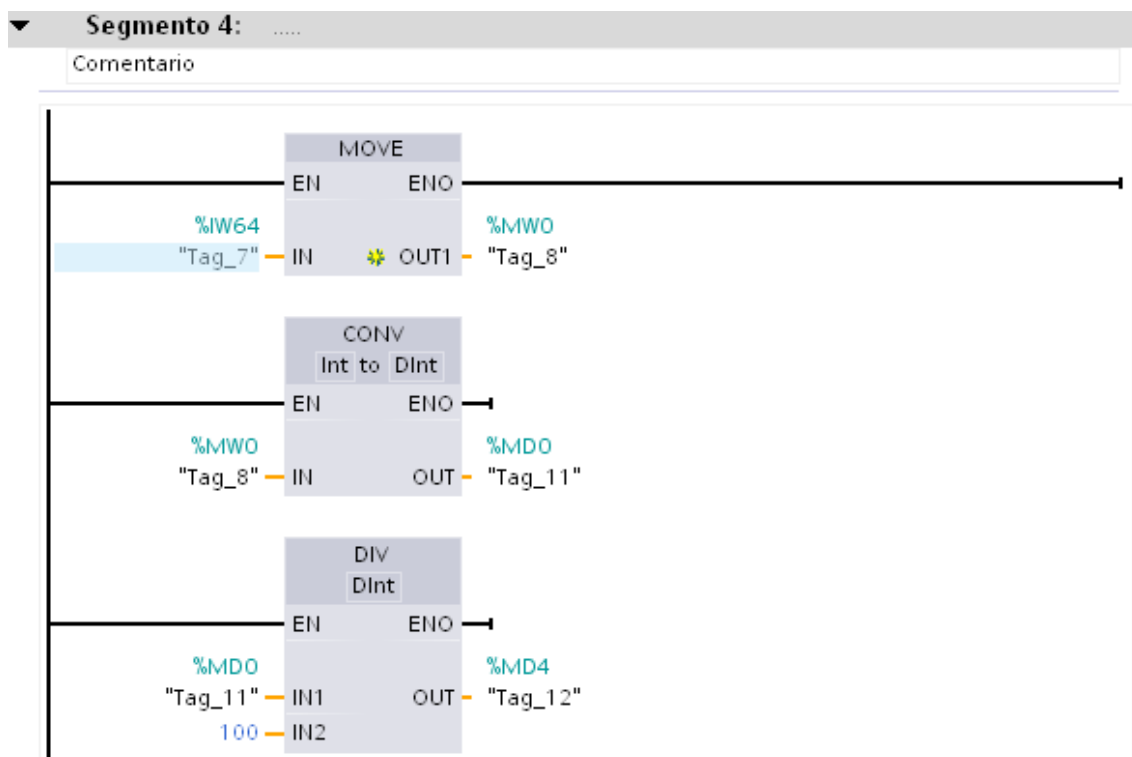 Segmento 4: .....
Comentario
MOVE
EN ENO
%IW64 %MW0
"Tag_7" IN OUT1 "Tag_8"
CONV
Int to DInt
EN ENO
%MW0 %MD0
"Tag_8" IN OUT "Tag_11"
DIV
DInt
EN ENO
%MD0 %MD4
"Tag_11" IN1 OUT "Tag_12"
100 IN2